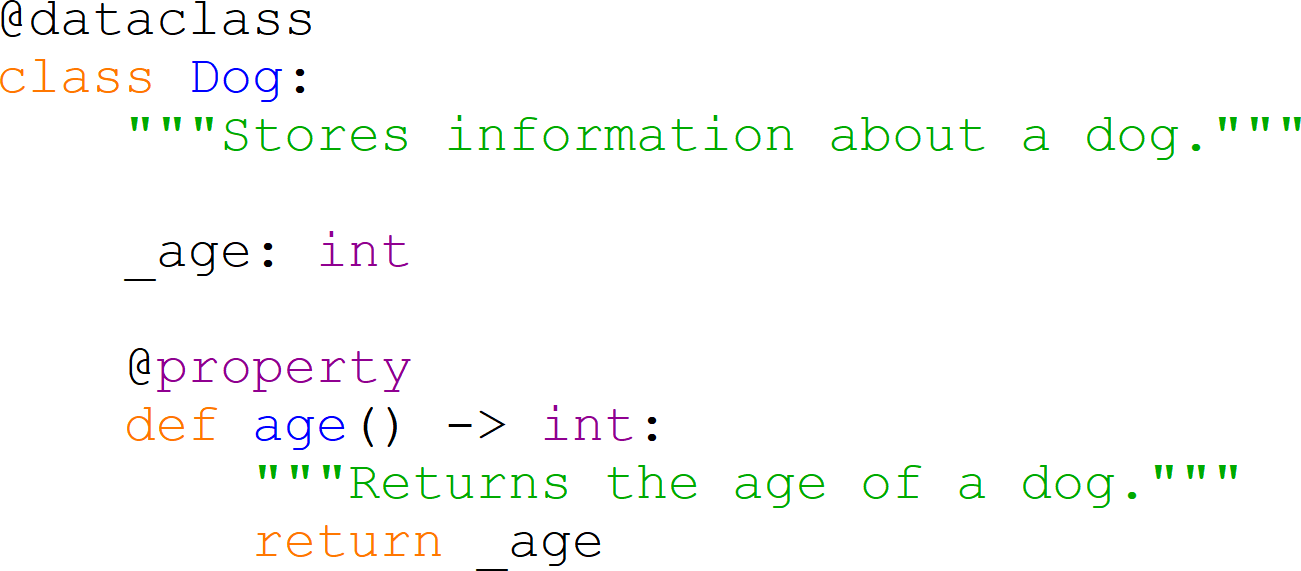 @dataclass
class Dog:
    """Stores information about a dog."""

    _age: int

    @property
    def age() -> int:
        """Returns the age of a dog."""
        return _age